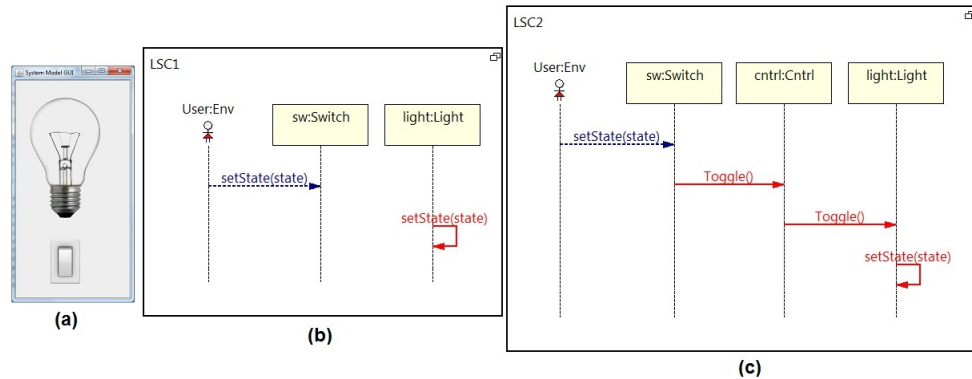 System Model GUI
(a)
LSC1
User:Env
sw:Switch
light:Light
setState(state)
setState(state)
(b)
LSC2
User:Env
sw:Switch
cntrl:Cntrl
light:Light
setState(state)
Toggle()
Toggle()
setState(state)
(c)